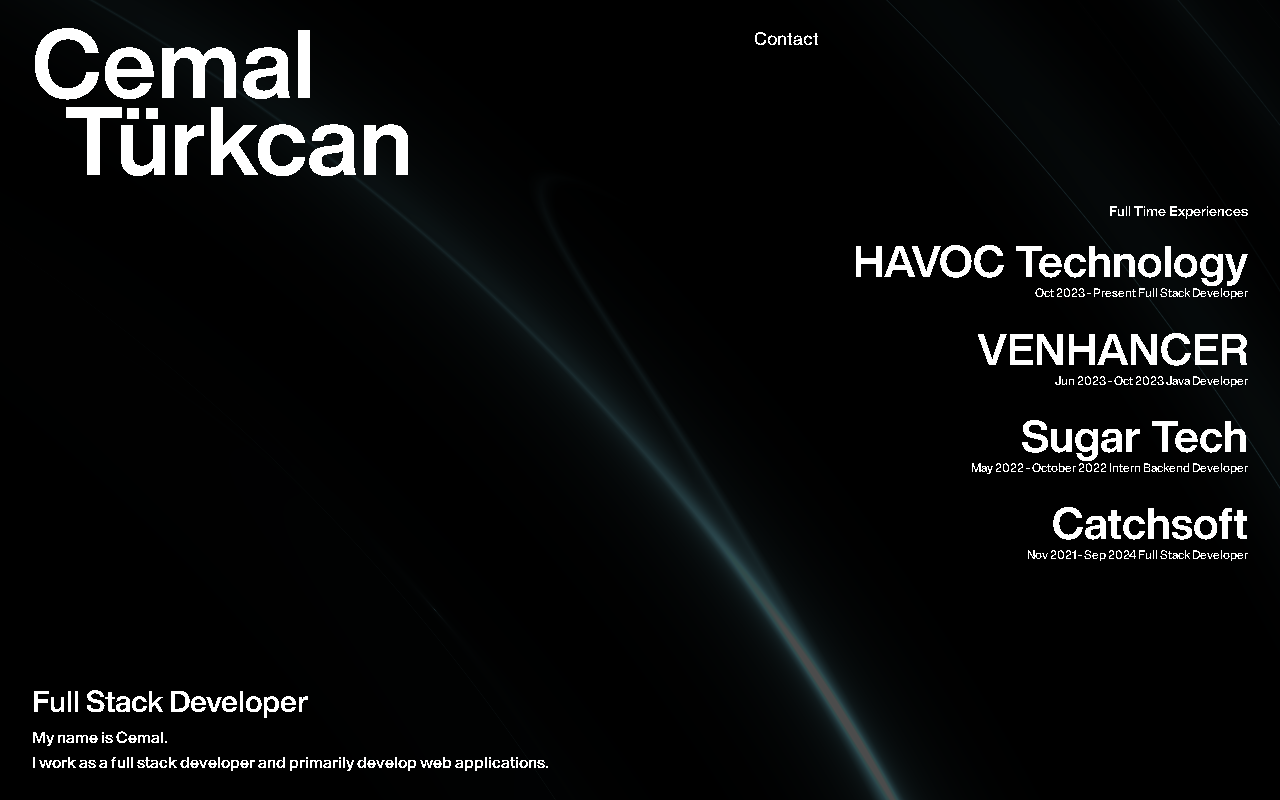 Cemal
Türkcan
Contact
Full Time Experiences
HAVOC Technology
Oct 2023 - Present Full Stack Developer
VENHANCER
Jun 2023 - Oct 2023 Java Developer
Sugar Tech
May 2022 - October 2022 Intern Backend Developer
Catchsoft
Nov 2021 - Sep 2024 Full Stack Developer
Full Stack Developer
My name is Cemal.
I work as a full stack developer and primarily develop web applications.